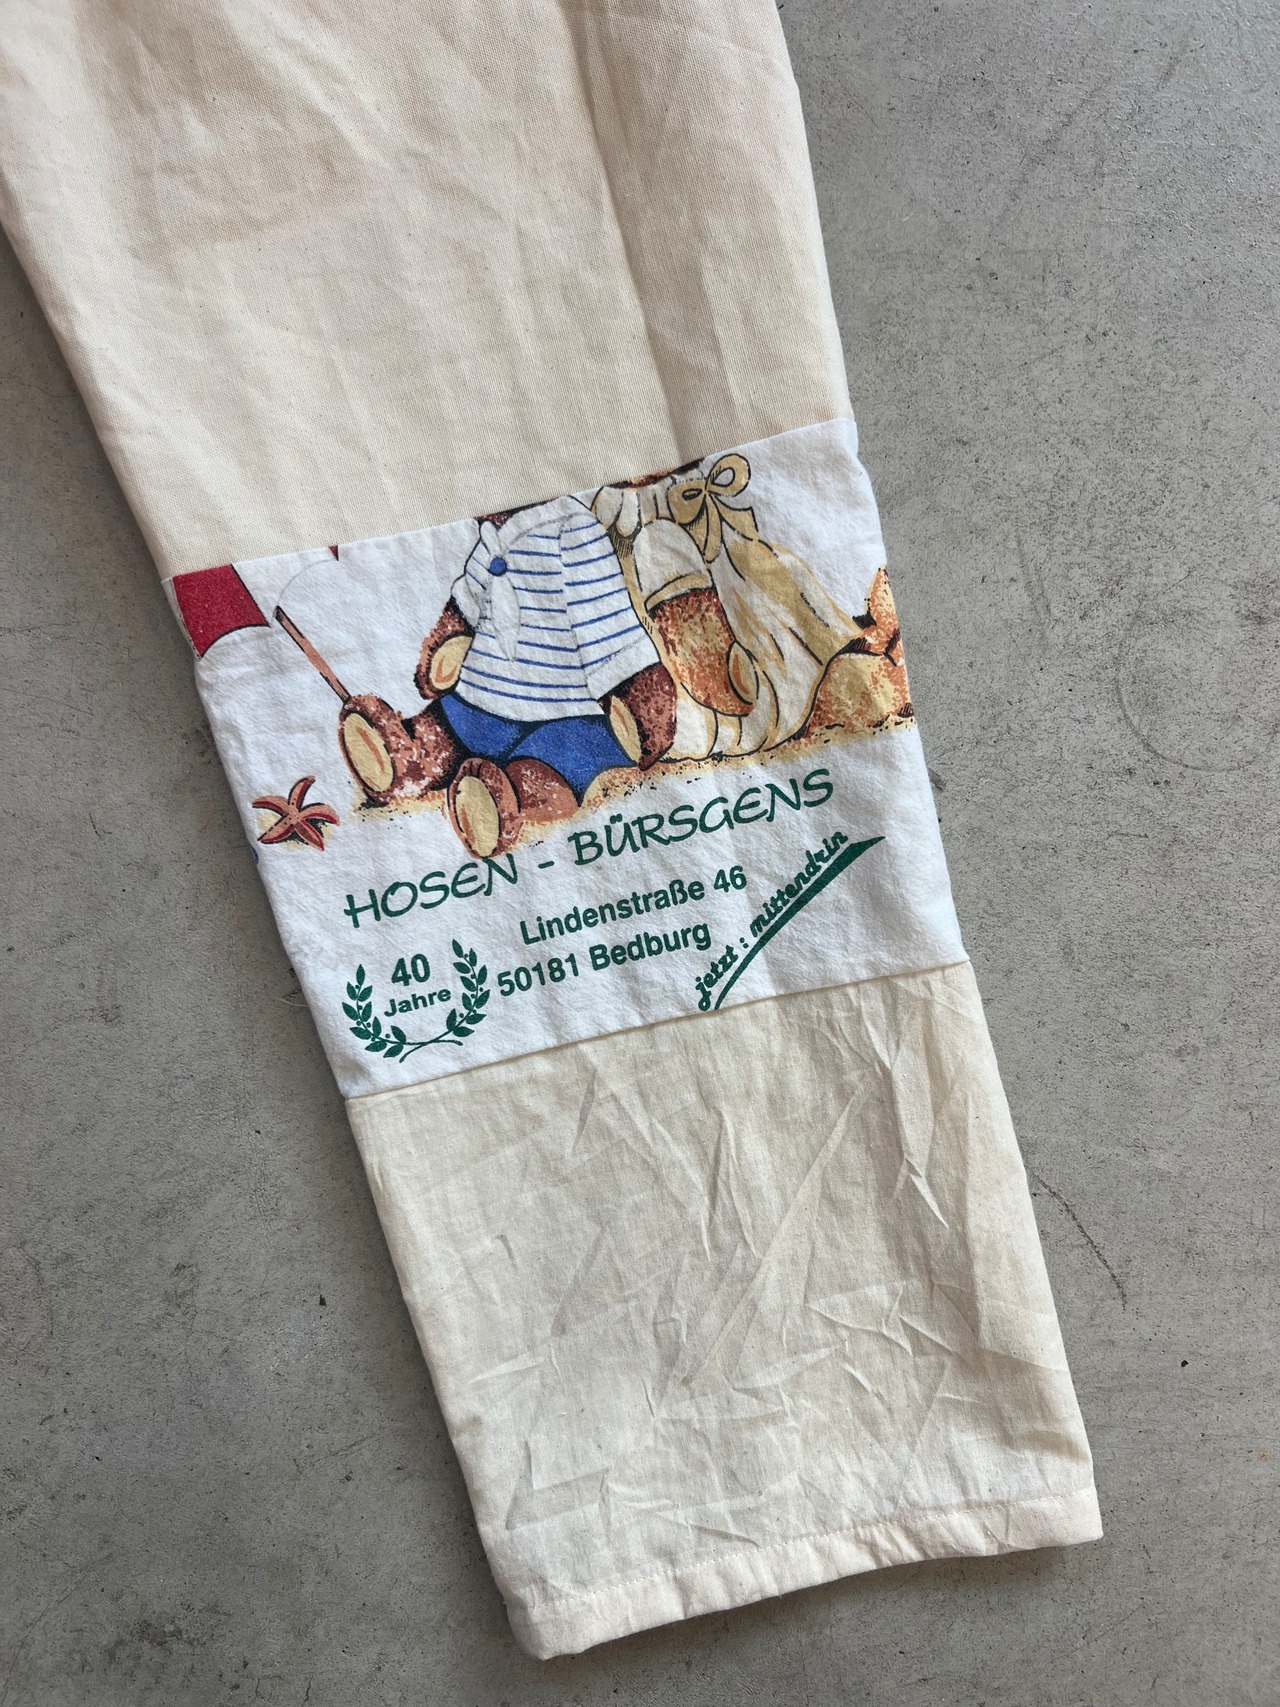 HOSEN - BÜRSGENS
Lindenstraße 46
50181 Bedburg
jetzt : mittendrin
40
Jahre